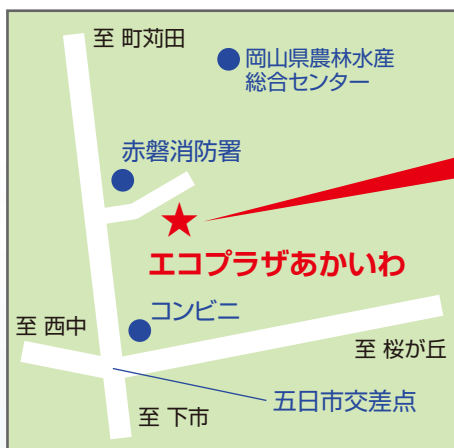 至 町苅田
岡山県農林水産
総合センター
赤磐消防署
エコプラザあかいわ
コンビニ
至 西中
至 桜が丘
五日市交差点
至 下市